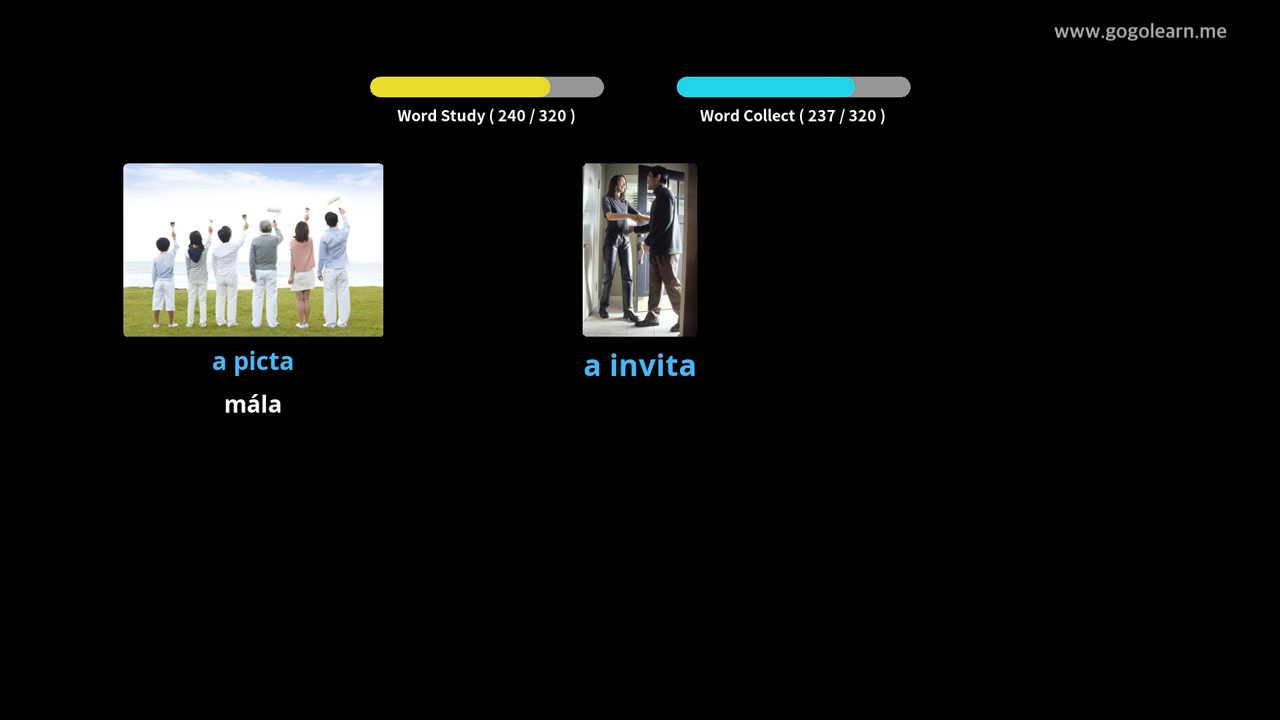 www.gogolearn.me
Word Study ( 240 / 320 )
Word Collect ( 237 / 320 )
a picta
mála
a invita